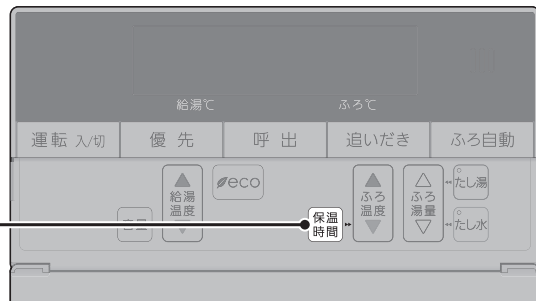 給湯℃ ふろ℃
運転 入/切 優先 呼出 追いだき ふろ自動
給湯
温度
eco
音量
保温
時間
ふろ
温度
ふろ
湯量
たし湯
たし水